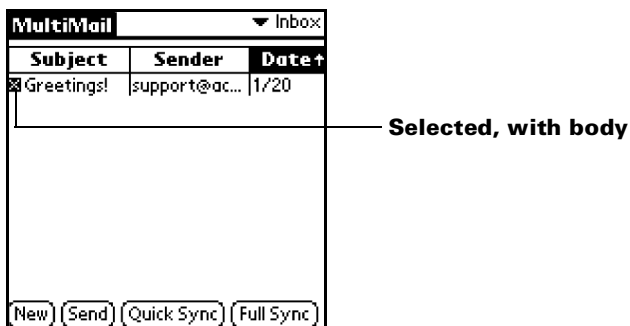 MultiMail Inbox
Subject Sender Date↑
Greetings! support@ac... 1/20
Selected, with body
New Send Quick Sync Full Sync